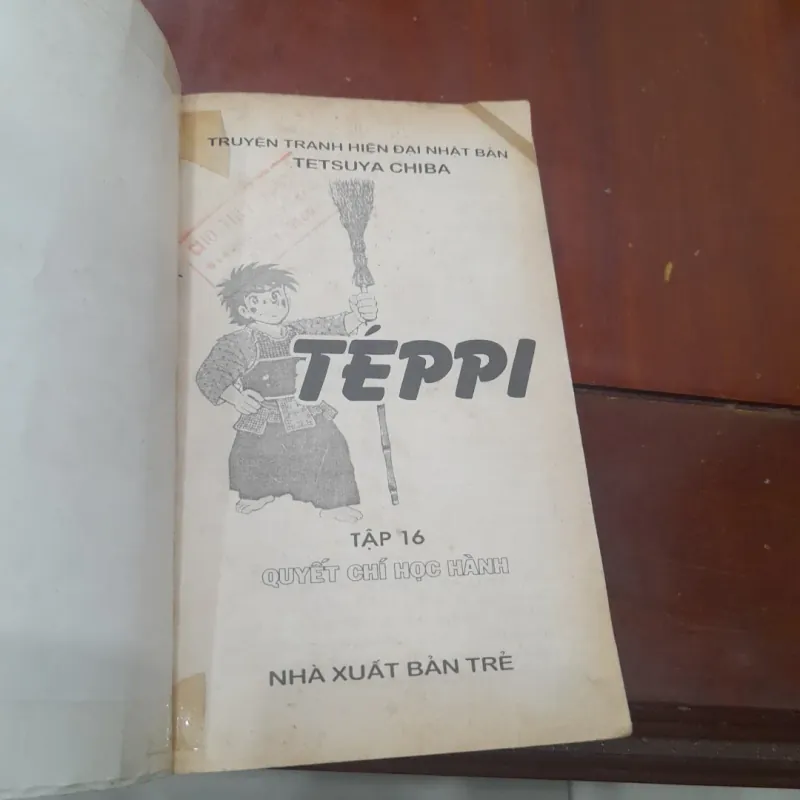 TRUYỆN TRANH HIỆN ĐẠI NHẬT BẢN
TETSUYA CHIBA
TÉPPI
TẬP 16
QUYẾT CHÍ HỌC HÀNH
NHÀ XUẤT BẢN TRẺ